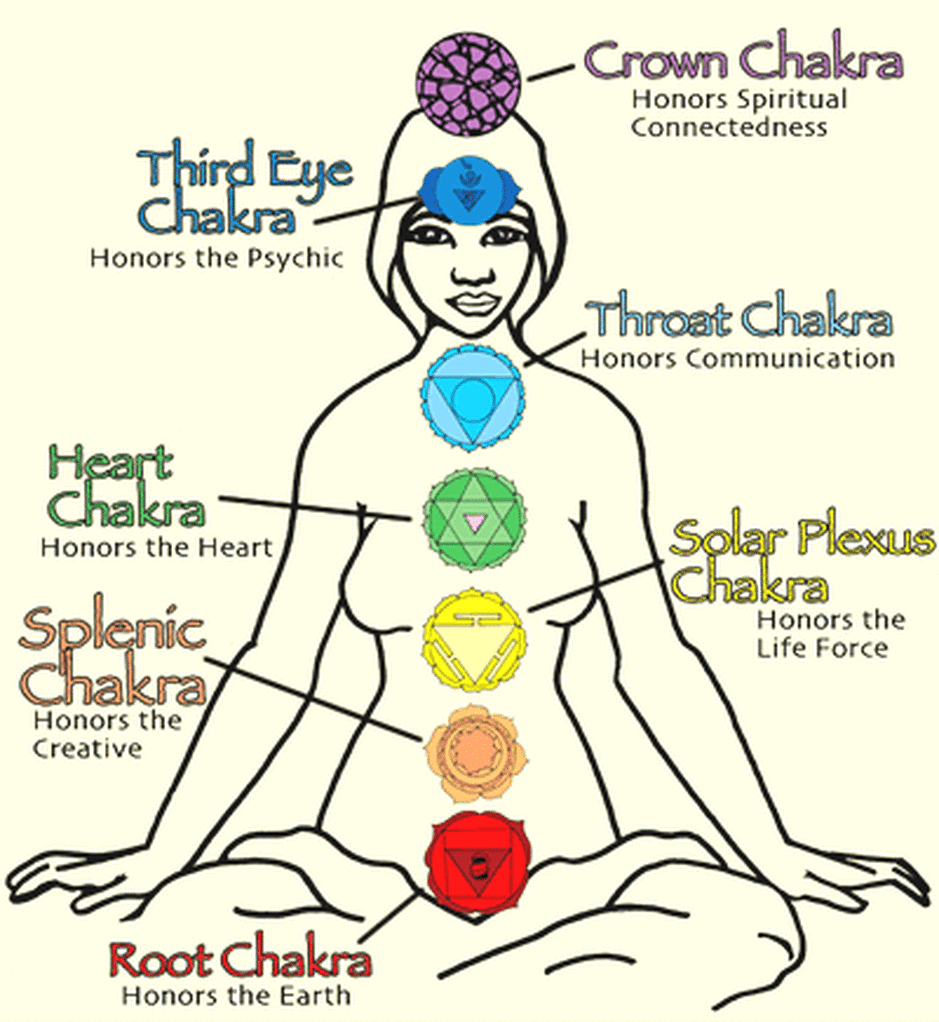 Crown Chakra
Honors Spiritual
Connectedness
Third Eye
Chakra
Honors the Psychic
Throat Chakra
Honors Communication
Heart
Chakra
Honors the Heart
Solar Plexus
Chakra
Honors the
Life Force
Splenic
Chakra
Honors the
Creative
Root Chakra
Honors the Earth